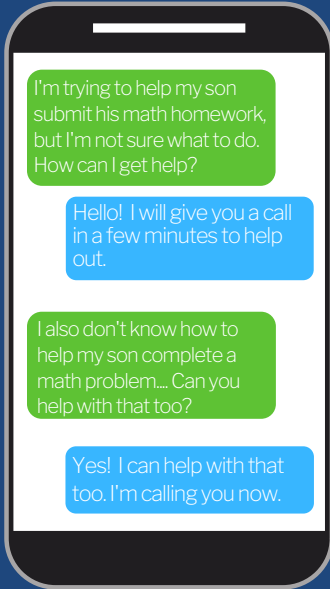 I'm trying to help my son
submit his math homework,
but I'm not sure what to do.
How can I get help?
Hello! I will give you a call
in a few minutes to help
out.
I also don't know how to
help my son complete a
math problem.... Can you
help with that too?
Yes! I can help with that
too. I'm calling you now.